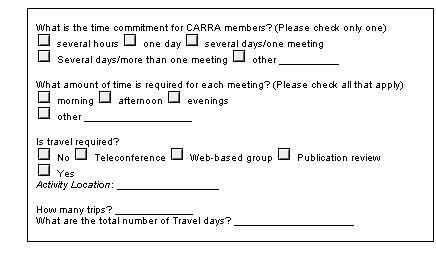 What is the time commitment for CARRA members? (Please check only one)
several hours one day several days/one meeting
Several days/more than one meeting other ___________
What amount of time is required for each meeting? (Please check all that apply)
morning afternoon evenings
other ____________________
Is travel required?
No Teleconference Web-based group Publication review
Yes
Activity Location: ___________________
How many trips? ______________
What are the total number of Travel days? ______________________